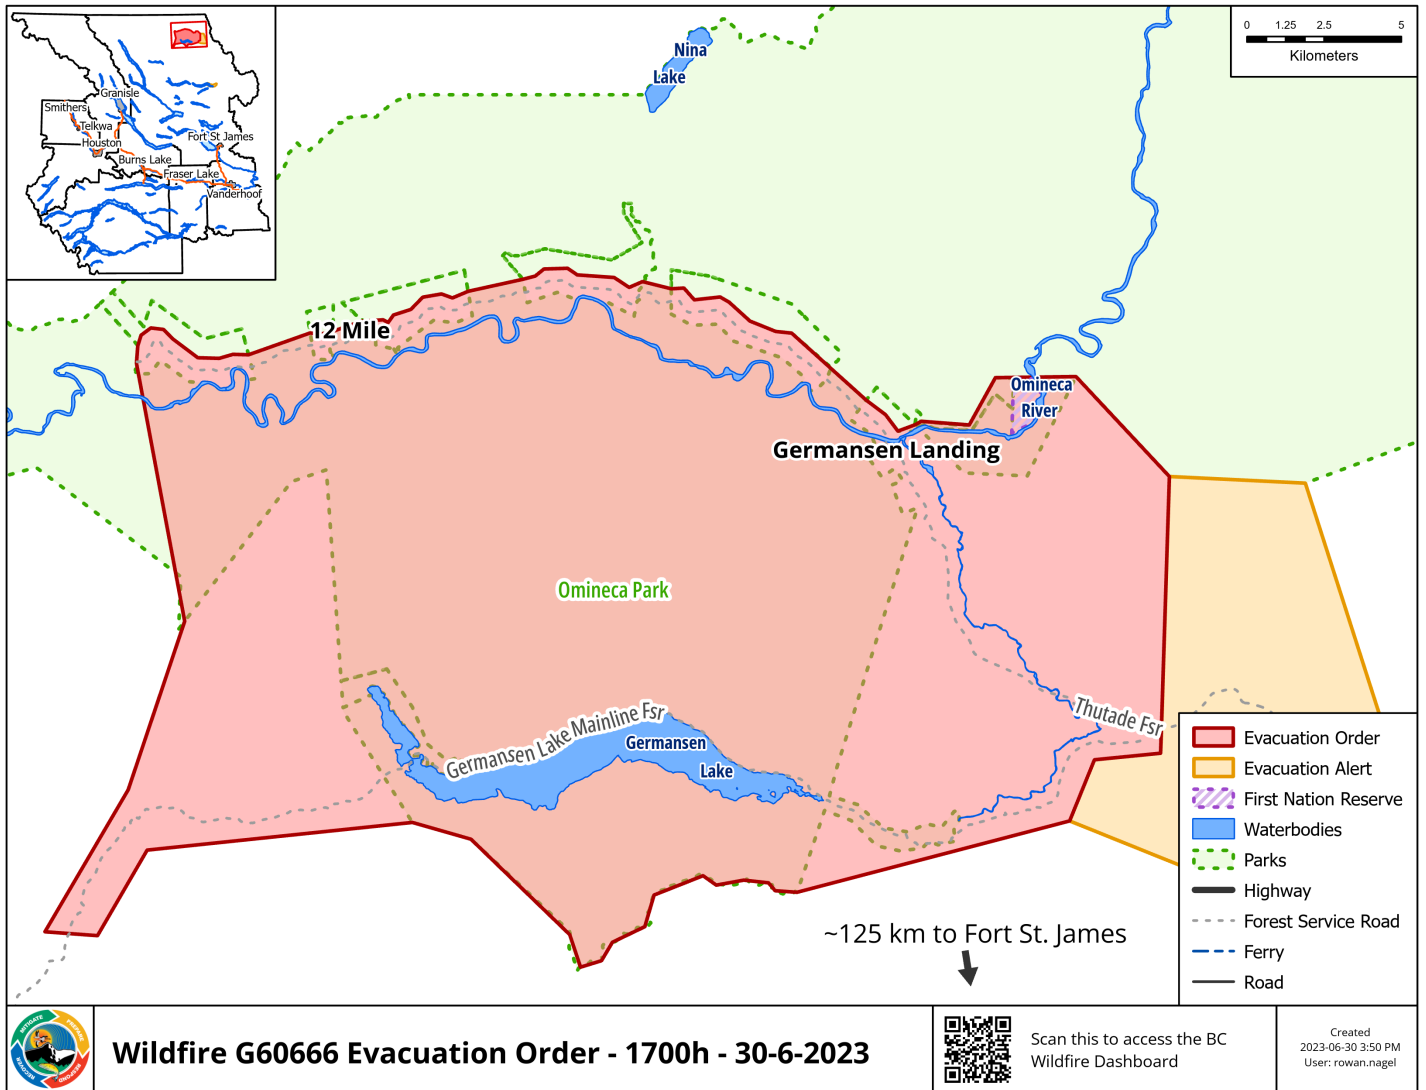 Granisle
Smithers
Telkwa
Houston
Fort St James
Burns Lake
Fraser Lake
Vanderhoof
Nina
Lake
0 1.25 2.5 5
Kilometers
12 Mile
Omineca
River
Germansen Landing
Omineca Park
Germansen Lake Mainline Fsr
Germansen
Lake
Thutade Fsr
~125 km to Fort St. James
Evacuation Order
Evacuation Alert
First Nation Reserve
Waterbodies
Parks
Highway
Forest Service Road
Ferry
Road
MITIGATE
PREPARE
RESPOND
RECOVER
Wildfire G60666 Evacuation Order - 1700h - 30-6-2023
Scan this to access the BC
Wildfire Dashboard
Created
2023-06-30 3:50 PM
User: rowan.nagel